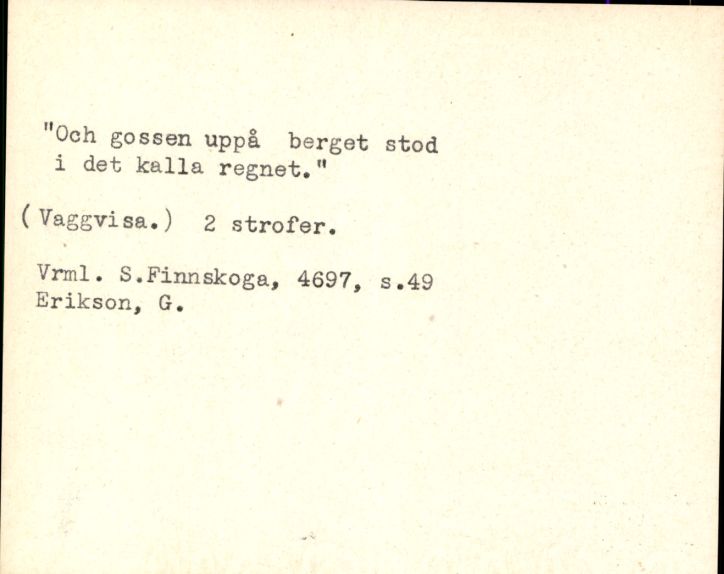 "Och gossen uppå berget stod
i det kalla regnet."
(Vaggvisa.) 2 strofer.
Vrml. S.Finnskoga, 4697, s.49
Erikson, G.